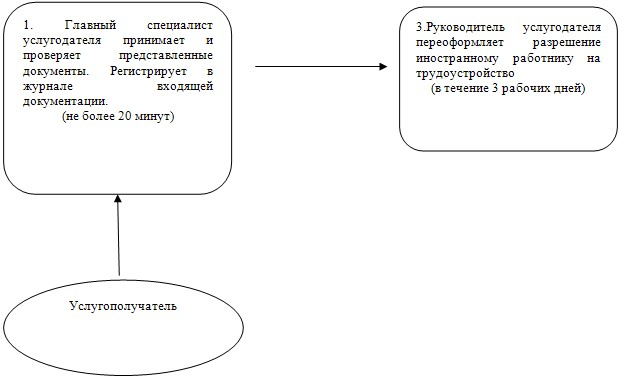 1. Главный специалист
услугодателя принимает и
проверяет представленные
документы. Регистрирует в
журнале входящей
документации.
(не более 20 минут)
3.Руководитель услугодателя
переоформляет разрешение
иностранному работнику на
трудоустройство
(в течение 3 рабочих дней)
Услугополучатель